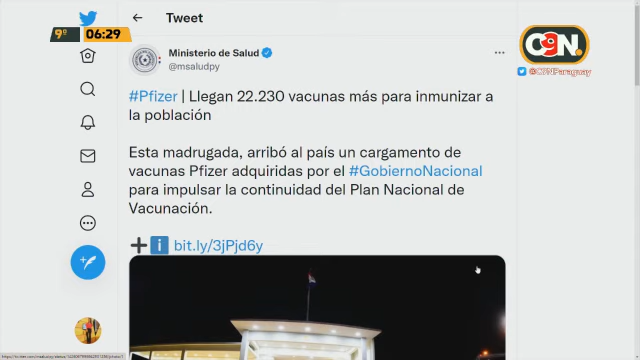 Tweet
9º 06:29
C9N
@C9NParaguay
Ministerio de Salud
@msaludpy
#Pfizer | Llegan 22.230 vacunas más para inmunizar a
la población
Esta madrugada, arribó al país un cargamento de
vacunas Pfizer adquiridas por el #GobiernoNacional
para impulsar la continuidad del Plan Nacional de
Vacunación.
bit.ly/3jPjd6y